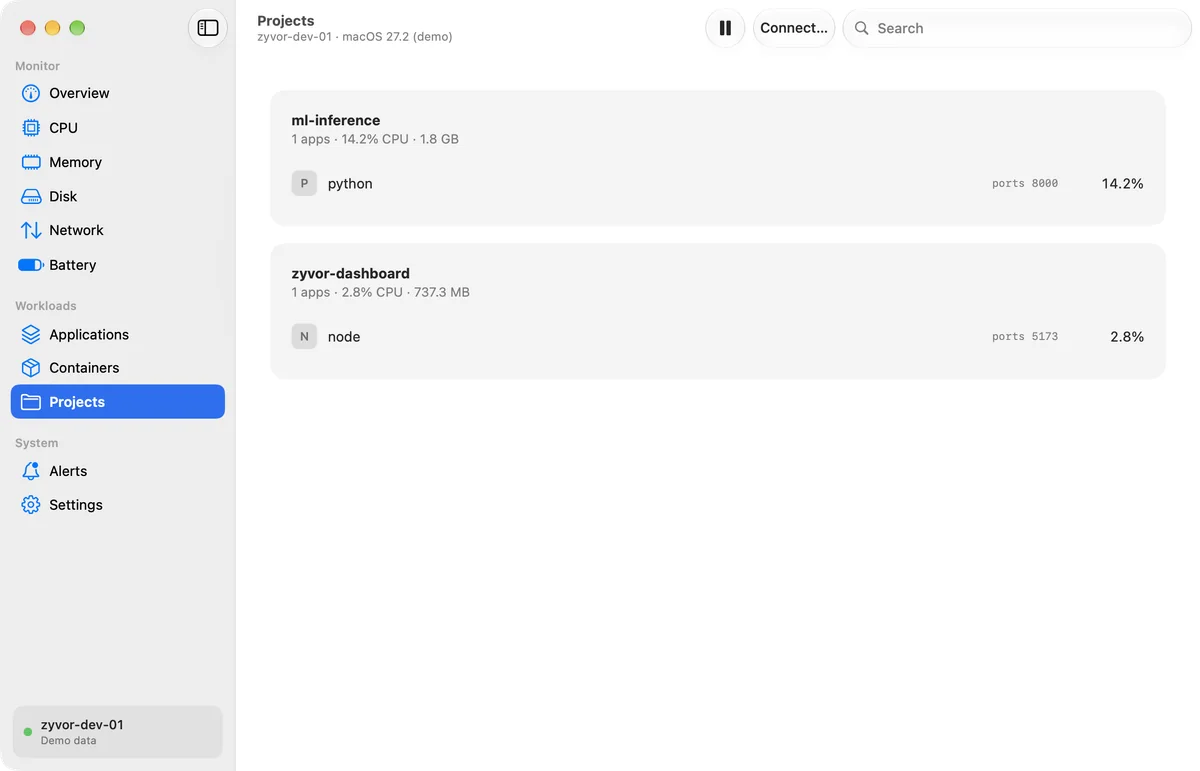 Projects
zyvor-dev-01 · macOS 27.2 (demo)
Connect...
Search
Monitor
Overview
CPU
Memory
Disk
Network
Battery
Workloads
Applications
Containers
Projects
System
Alerts
Settings
zyvor-dev-01
Demo data
ml-inference
1 apps · 14.2% CPU · 1.8 GB
P python ports 8000 14.2%
zyvor-dashboard
1 apps · 2.8% CPU · 737.3 MB
N node ports 5173 2.8%